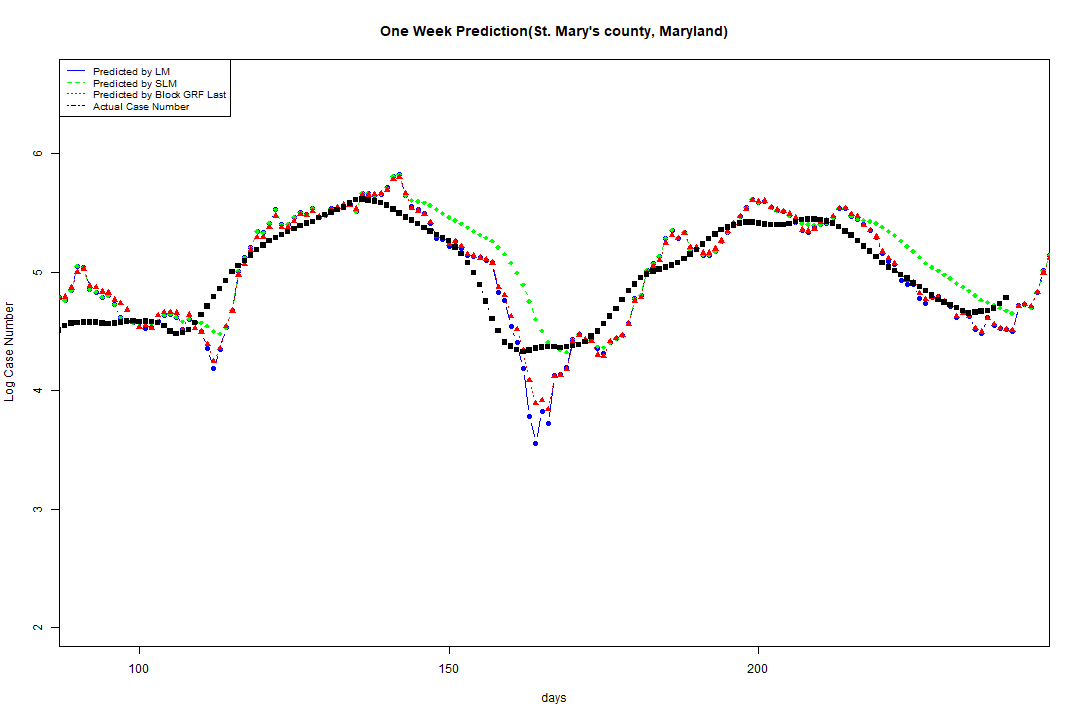 One Week Prediction(St. Mary's county, Maryland)
Predicted by LM
Predicted by SLM
Predicted by Block GRF Last
Actual Case Number
6
5
4
3
2
Log Case Number
100 150 200
days